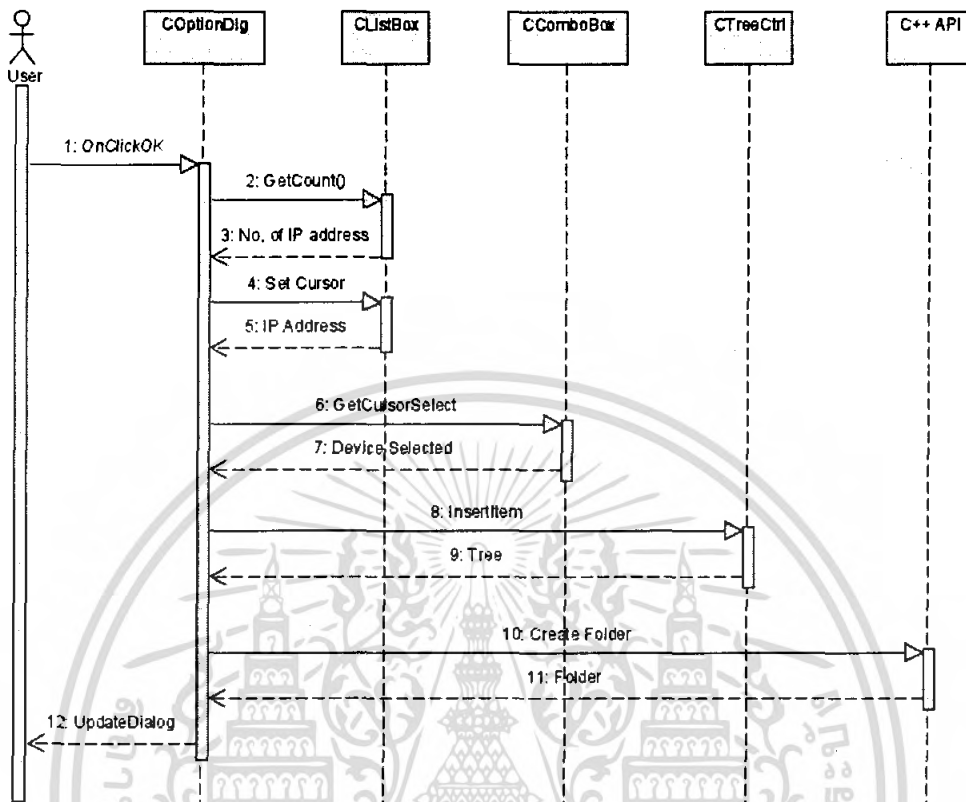 COptionDlg
CListBox
CComboBox
CTreeCtrl
C++ API
User
1: OnClickOK
2: GetCount()
3: No. of IP address
4: Set Cursor
5: IP Address
6: GetCursorSelect
7: Device Selected
8: InsertItem
9: Tree
10: Create Folder
11: Folder
12: UpdateDialog